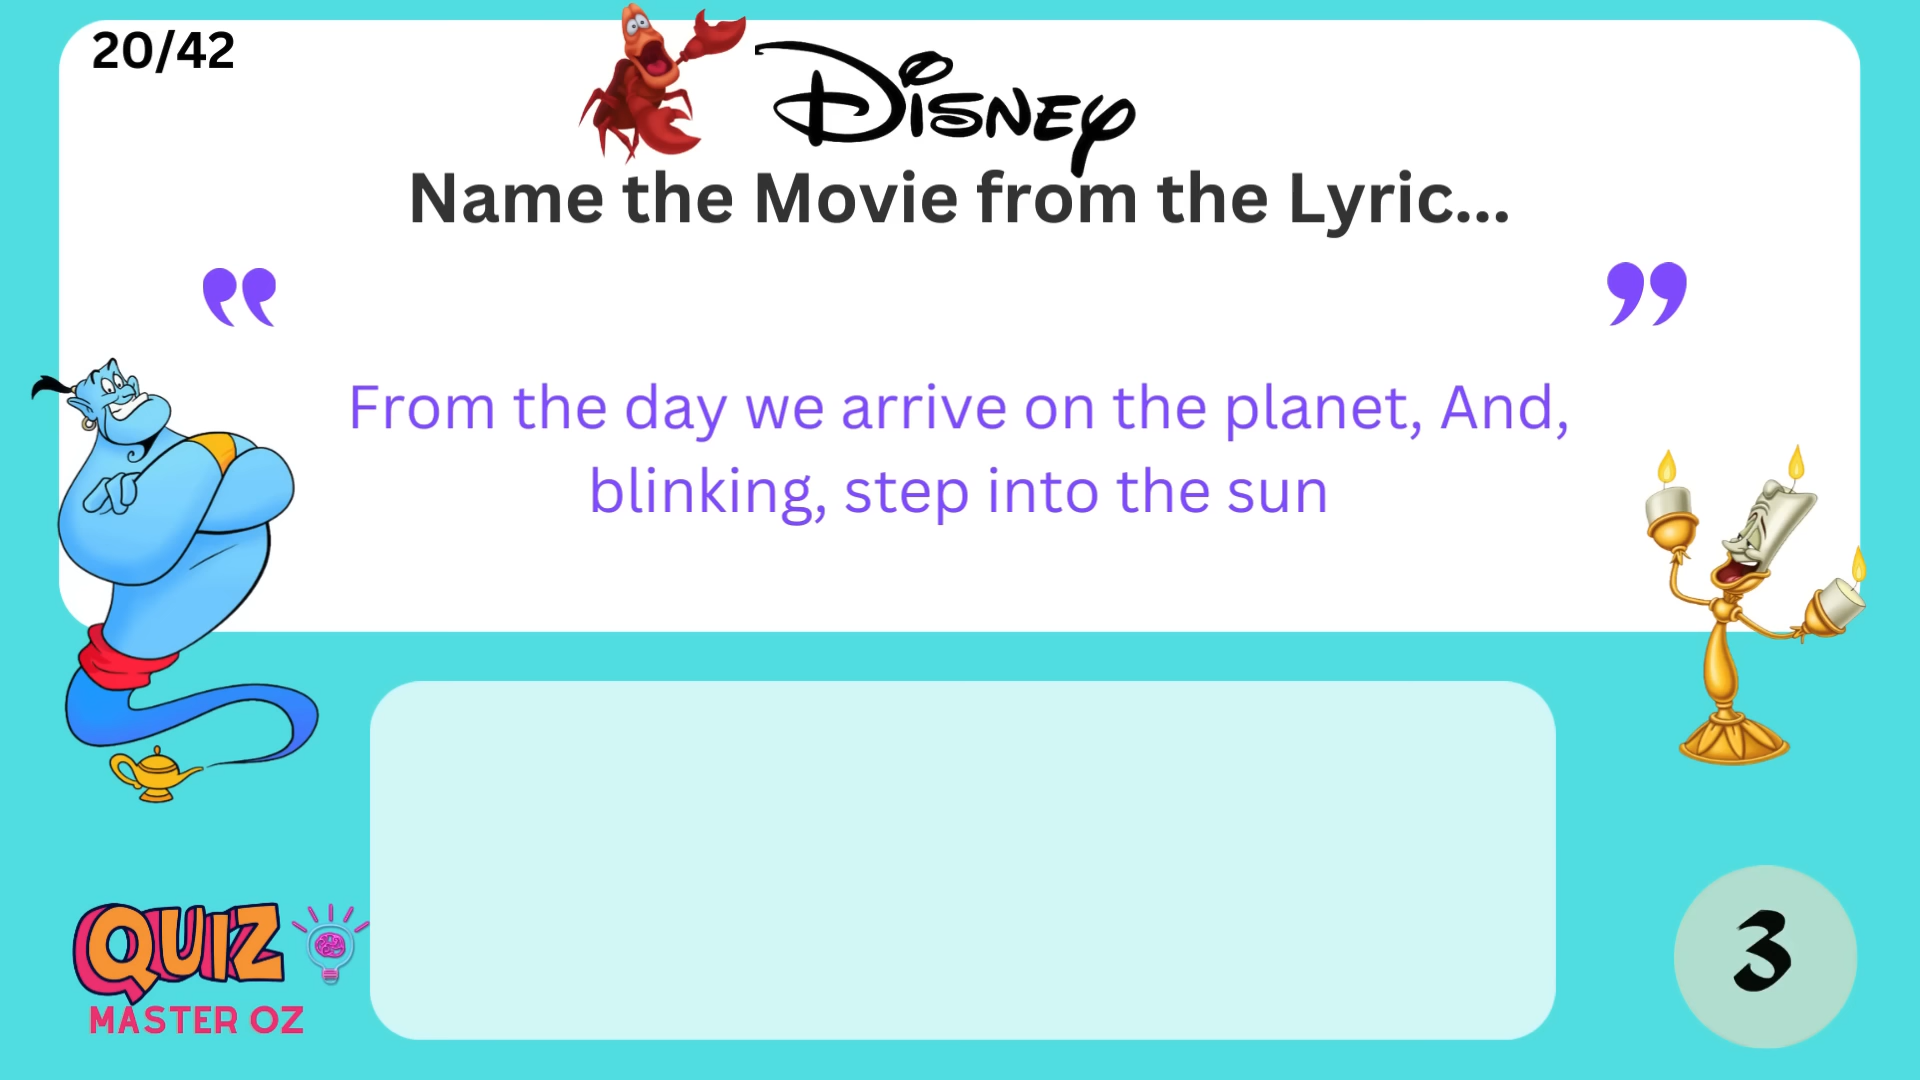 20/42
Disney
Name the Movie from the Lyric...
"
"
From the day we arrive on the planet, And,
blinking, step into the sun
QUIZ
MASTER OZ
3